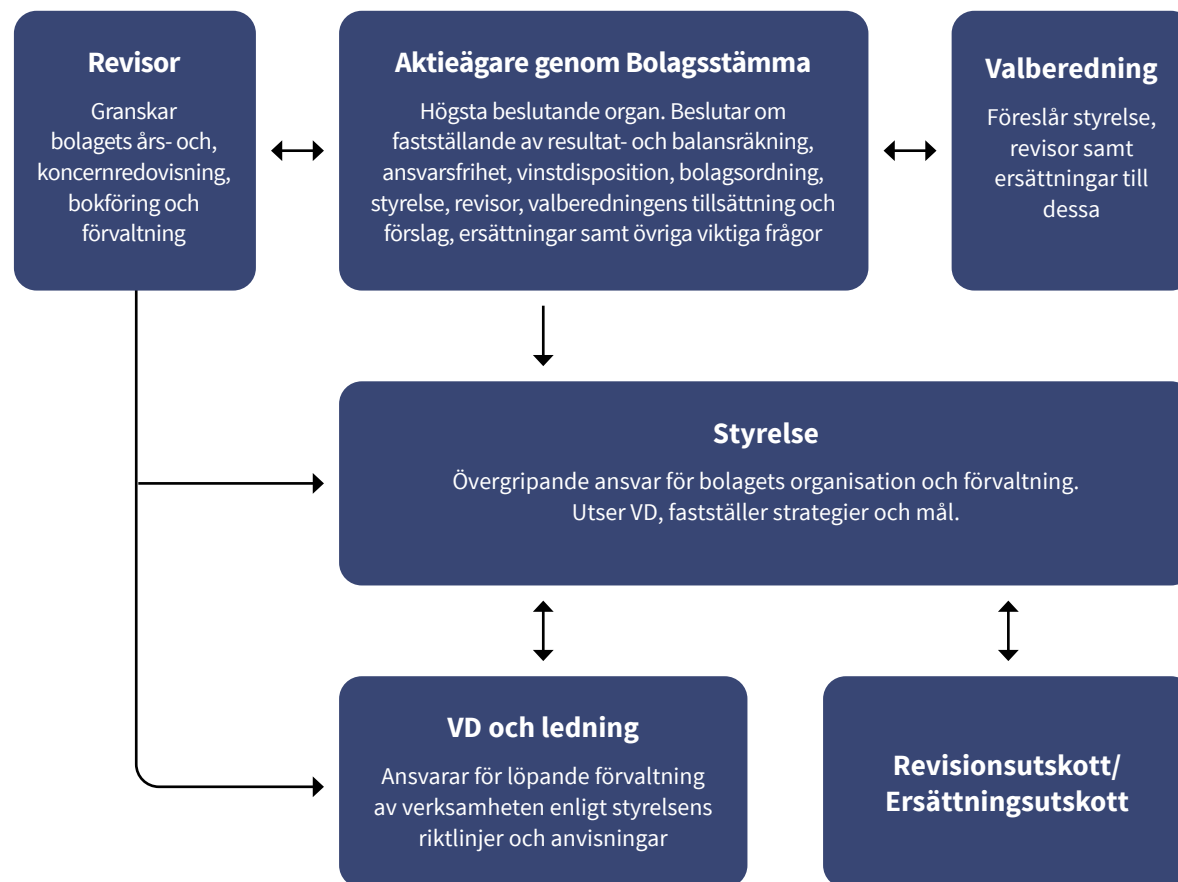 Revisor
Granskar
bolagets års- och,
koncernredovisning,
bokföring och
förvaltning
Aktieägare genom Bolagsstämma
Högsta beslutande organ. Beslutar om
fastställande av resultat- och balansräkning,
ansvarsfrihet, vinstdisposition, bolagsordning,
styrelse, revisor, valberedningens tillsättning och
förslag, ersättningar samt övriga viktiga frågor
Valberedning
Föreslår styrelse,
revisor samt
ersättningar till
dessa
Styrelse
Övergripande ansvar för bolagets organisation och förvaltning.
Utser VD, fastställer strategier och mål.
VD och ledning
Ansvarar för löpande förvaltning
av verksamheten enligt styrelsens
riktlinjer och anvisningar
Revisionsutskott/
Ersättningsutskott